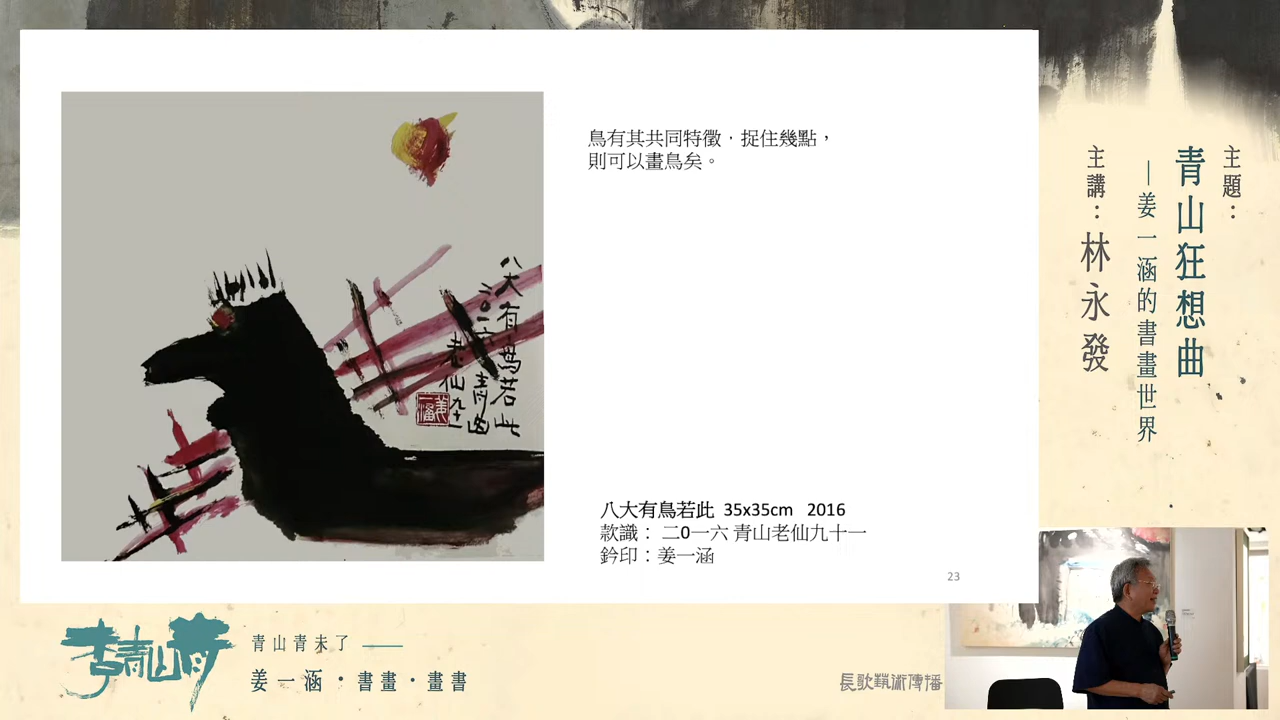 鳥有其共同特徵，捉住幾點，
則可以畫鳥矣。
八大有鳥若此
二〇一六青山
老仙九十一
姜一涵
八大有鳥若此 35x35cm 2016
款識： 二0一六 青山老仙九十一
鈐印：姜一涵
23
主題：
青山狂想曲
—姜一涵的書畫世界
主講：林永發
青山青未了——
姜一涵・書畫・畫書
長歌藝術傳播